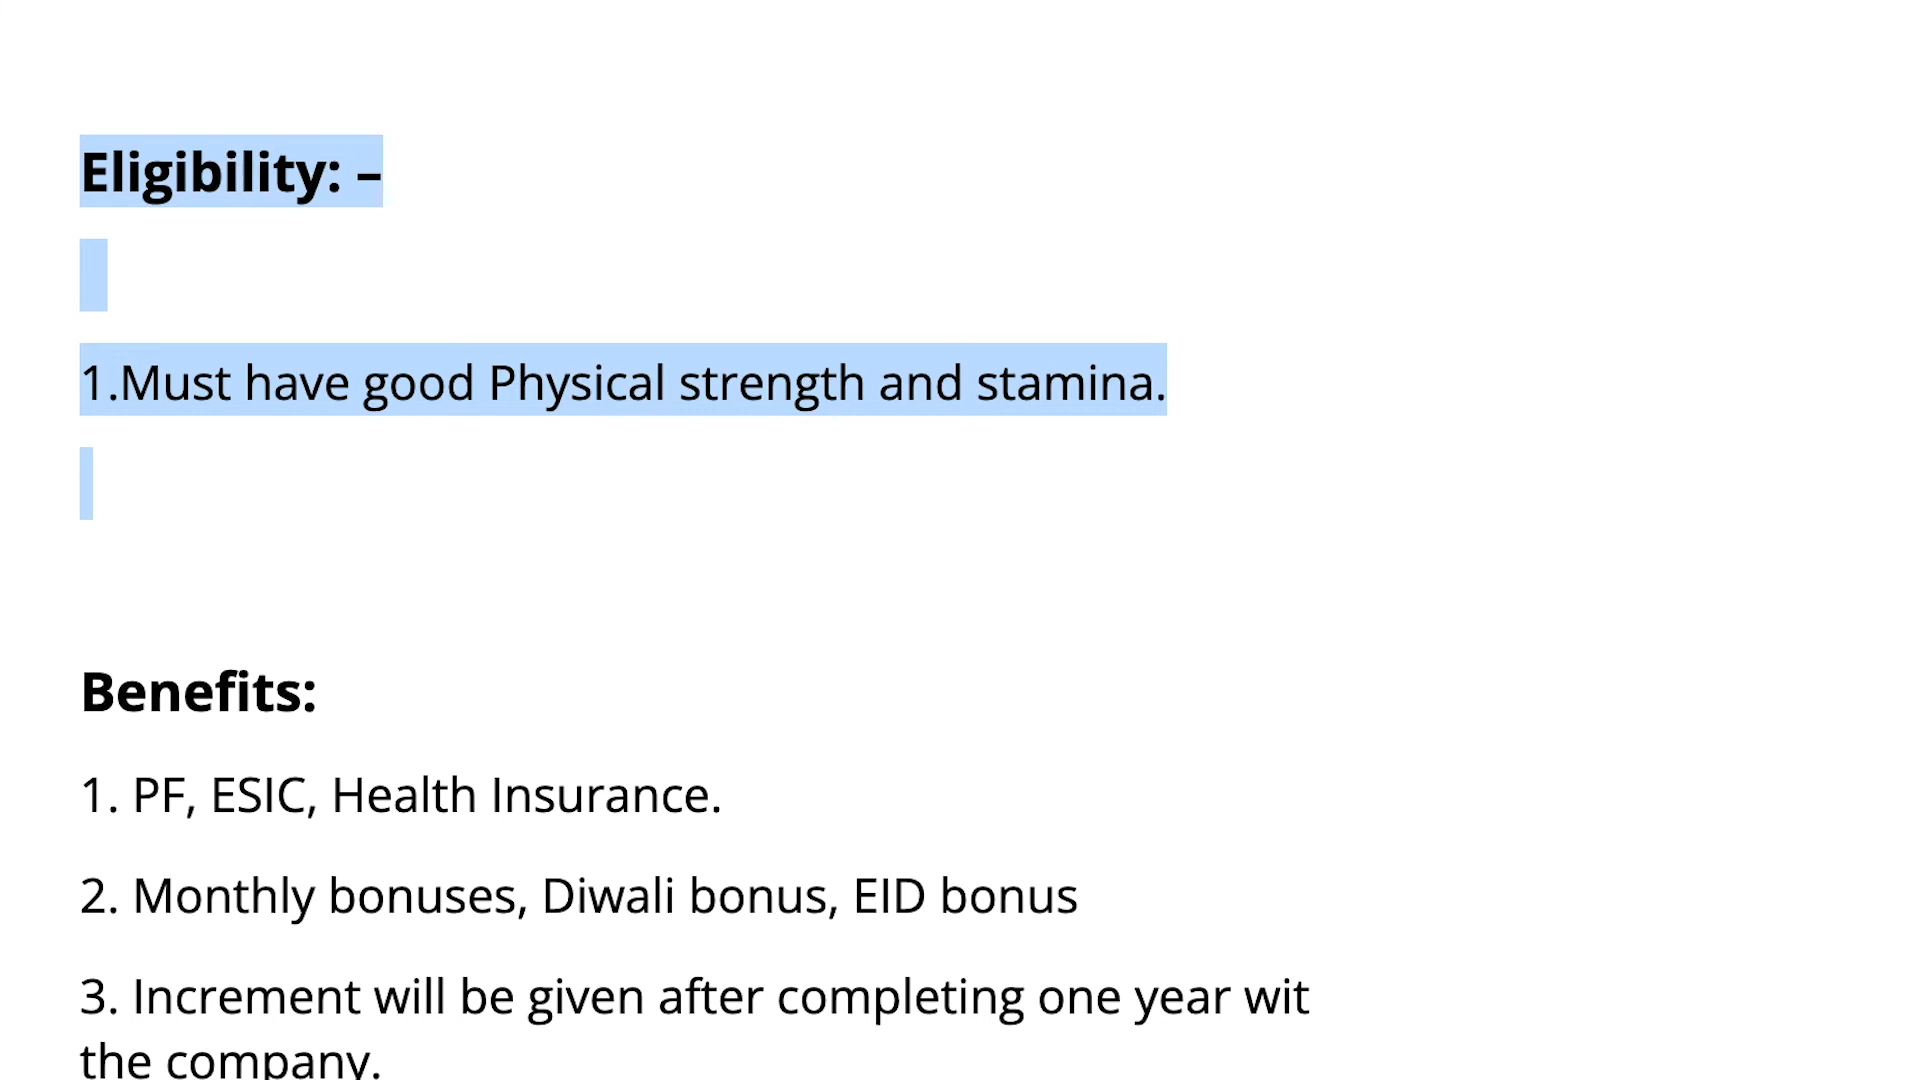 Eligibility: –
1.Must have good Physical strength and stamina.
Benefits:
1. PF, ESIC, Health Insurance.
2. Monthly bonuses, Diwali bonus, EID bonus
3. Increment will be given after completing one year wit
the company.